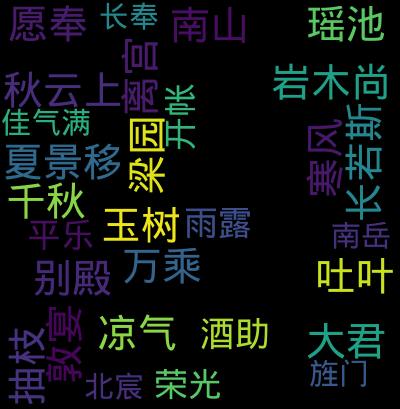 愿奉
长奉
南山
瑶池
离宫
秋云上
岩木尚
开帐
佳气满
梁园
寒风
长若斯
夏景移
千秋
玉树
雨露
平乐
南岳
别殿
万乘
吐叶
敦宴
抽枝
凉气
酒助
大君
北宸
荣光
旌门